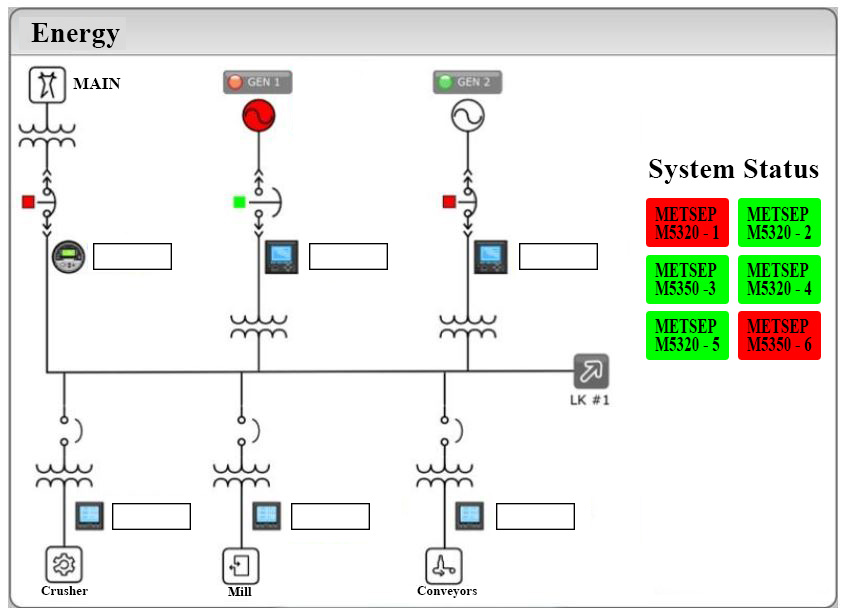 Energy
MAIN
GEN 1
GEN 2
System Status
METSEP
M5320 - 1
METSEP
M5320 - 2
METSEP
M5350 -3
METSEP
M5320 - 4
METSEP
M5320 - 5
METSEP
M5350 - 6
LK #1
Crusher
Mill
Conveyors